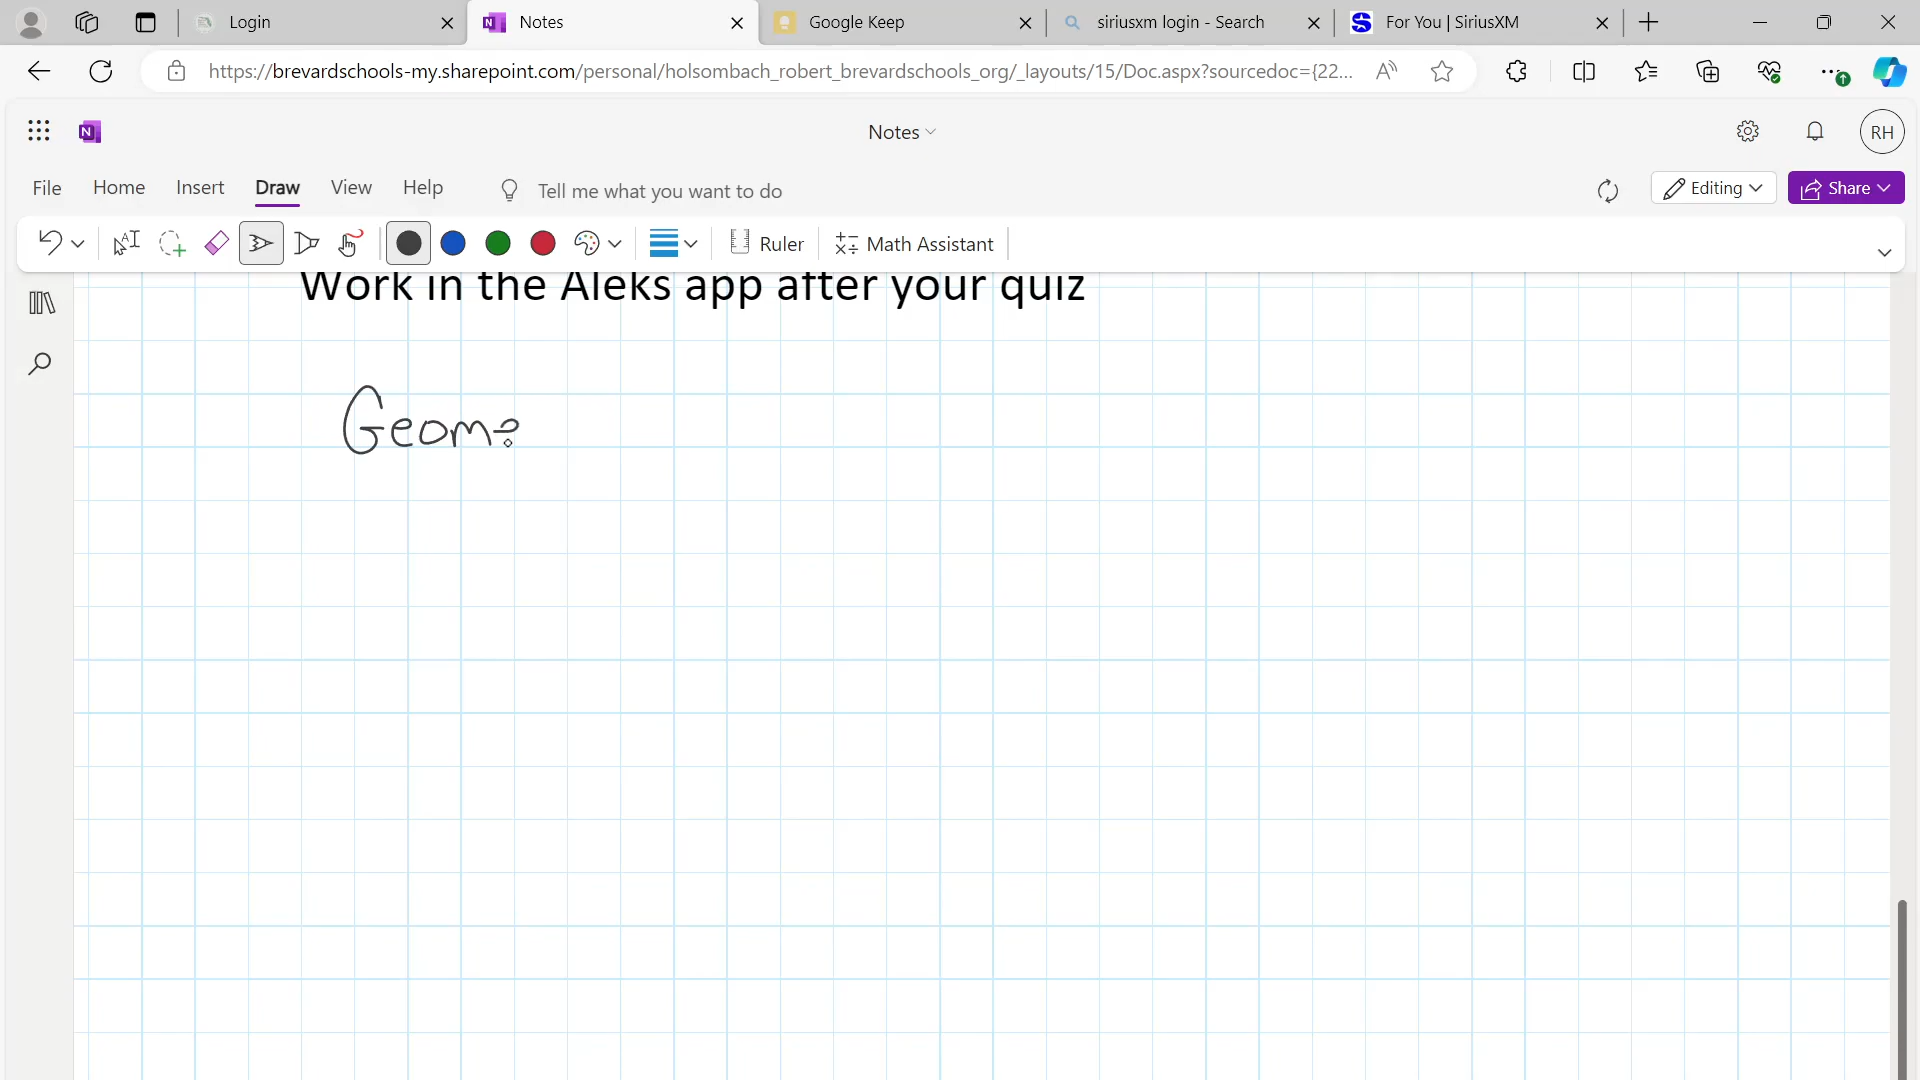 Login
Notes
Google Keep
siriusxm login - Search
For You | SiriusXM
https://brevardschools-my.sharepoint.com/personal/holsombach_robert_brevardschools_org/_layouts/15/Doc.aspx?sourcedoc={22...
Notes
RH
File Home Insert Draw View Help Tell me what you want to do
Editing
Share
Ruler
Math Assistant
Work in the Aleks app after your quiz
Geom